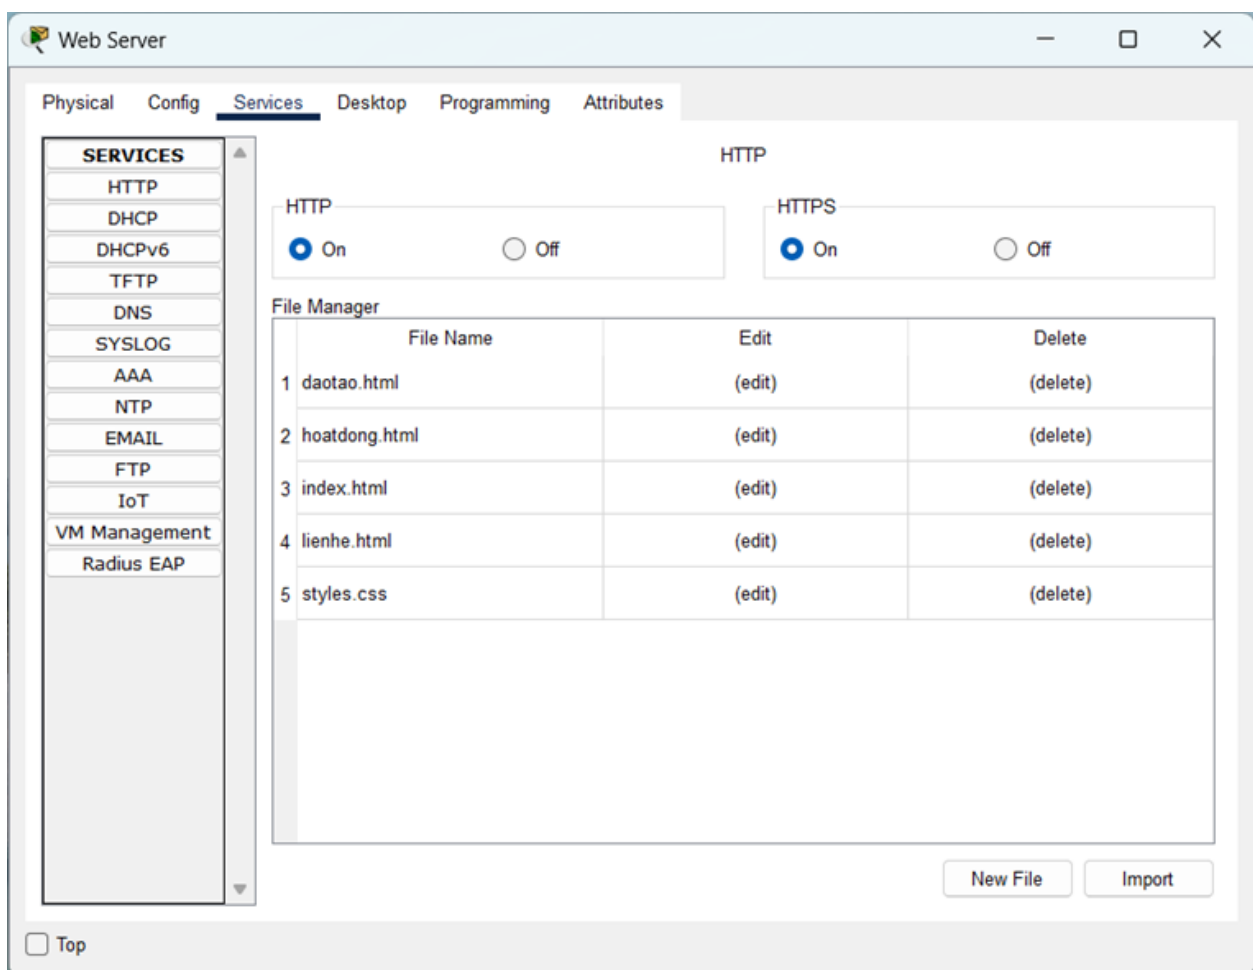 Web Server
Physical Config Services Desktop Programming Attributes
SERVICES
HTTP
DHCP
DHCPv6
TFTP
DNS
SYSLOG
AAA
NTP
EMAIL
FTP
IoT
VM Management
Radius EAP
HTTP
HTTP
On Off
HTTPS
On Off
File Manager
File Name Edit Delete
1 daotao.html (edit) (delete)
2 hoatdong.html (edit) (delete)
3 index.html (edit) (delete)
4 lienhe.html (edit) (delete)
5 styles.css (edit) (delete)
New File Import
Top